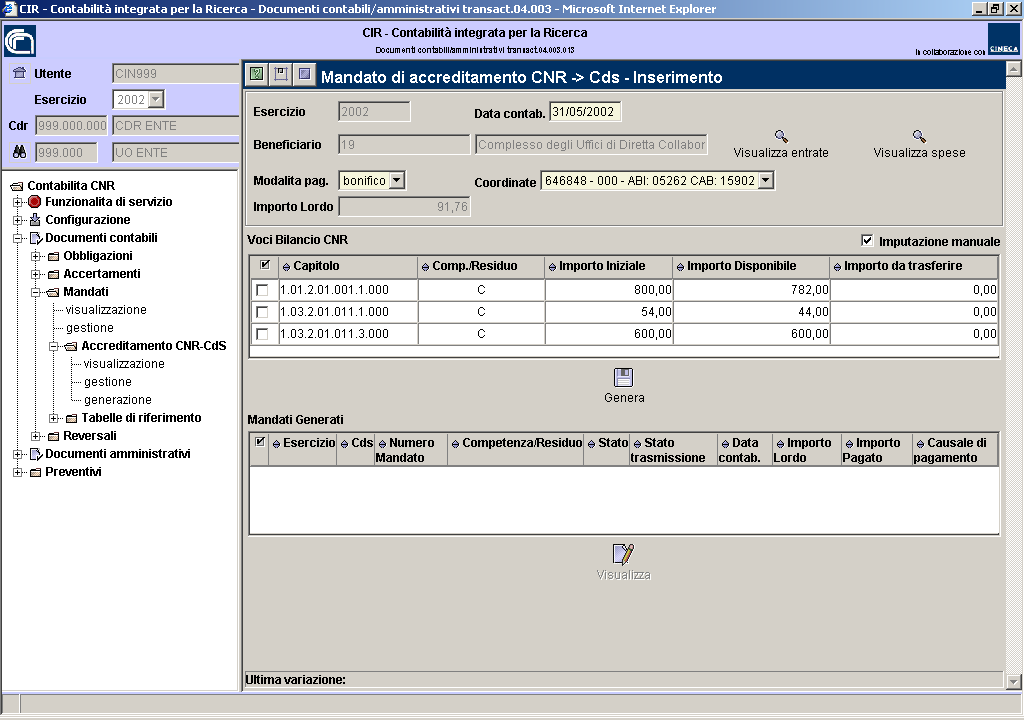 CIR - Contabilità integrata per la Ricerca - Documenti contabili/amministrativi transact.04.003 - Microsoft Internet Explorer
CIR - Contabilità integrata per la Ricerca
Documenti contabili/amministrativi transact.04.003.013
in collaborazione con CINECA
Utente CIN999
Esercizio 2002
Cdr 999.000.000 CDR ENTE
999.000 UO ENTE
Contabilita CNR
Funzionalita di servizio
Configurazione
Documenti contabili
Obbligazioni
Accertamenti
Mandati
visualizzazione
gestione
Accreditamento CNR-CdS
visualizzazione
gestione
generazione
Tabelle di riferimento
Reversali
Documenti amministrativi
Preventivi
Mandato di accreditamento CNR -> Cds - Inserimento
Esercizio 2002 Data contab. 31/05/2002
Beneficiario 19 Complesso degli Uffici di Diretta Collabor
Visualizza entrate Visualizza spese
Modalita pag. bonifico Coordinate 646848 - 000 - ABI: 05262 CAB: 15902
Importo Lordo 91,76
Voci Bilancio CNR Imputazione manuale
Capitolo Comp./Residuo Importo Iniziale Importo Disponibile Importo da trasferire
1.01.2.01.001.1.000 C 800,00 782,00 0,00
1.03.2.01.011.1.000 C 54,00 44,00 0,00
1.03.2.01.011.3.000 C 600,00 600,00 0,00
Genera
Mandati Generati
Esercizio Cds Numero Mandato Competenza/Residuo Stato Stato trasmissione Data contab. Importo Lordo Importo Pagato Causale di pagamento
Visualizza
Ultima variazione: